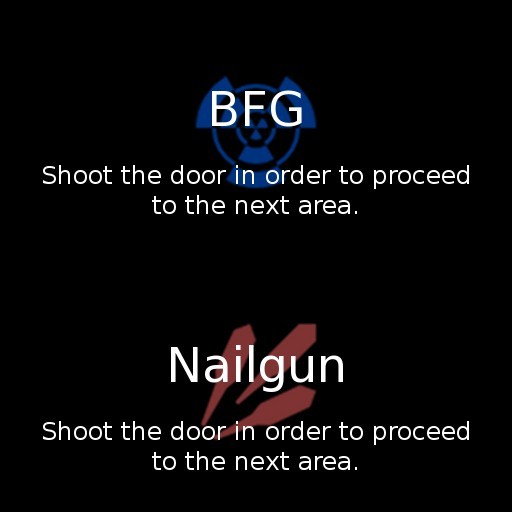 BFG
Shoot the door in order to proceed
to the next area.
Nailgun
Shoot the door in order to proceed
to the next area.